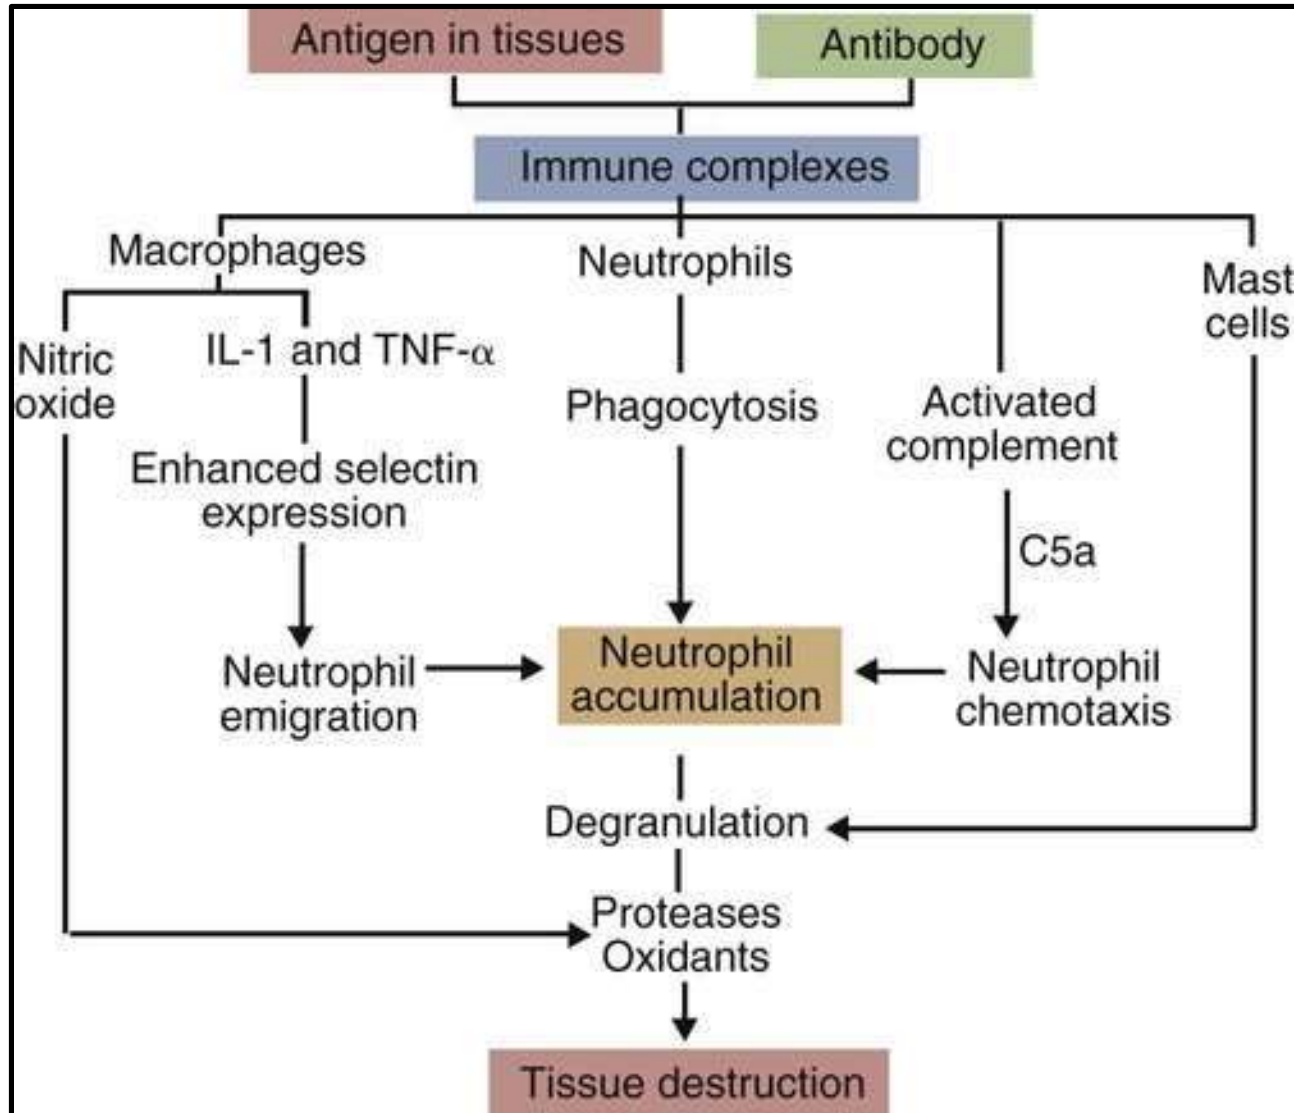 Antigen in tissues
Antibody
Immune complexes
Macrophages
Neutrophils
Mast
cells
Nitric
oxide
IL-1 and TNF-α
Phagocytosis
Activated
complement
Enhanced selectin
expression
C5a
Neutrophil
emigration
Neutrophil
accumulation
Neutrophil
chemotaxis
Degranulation
Proteases
Oxidants
Tissue destruction